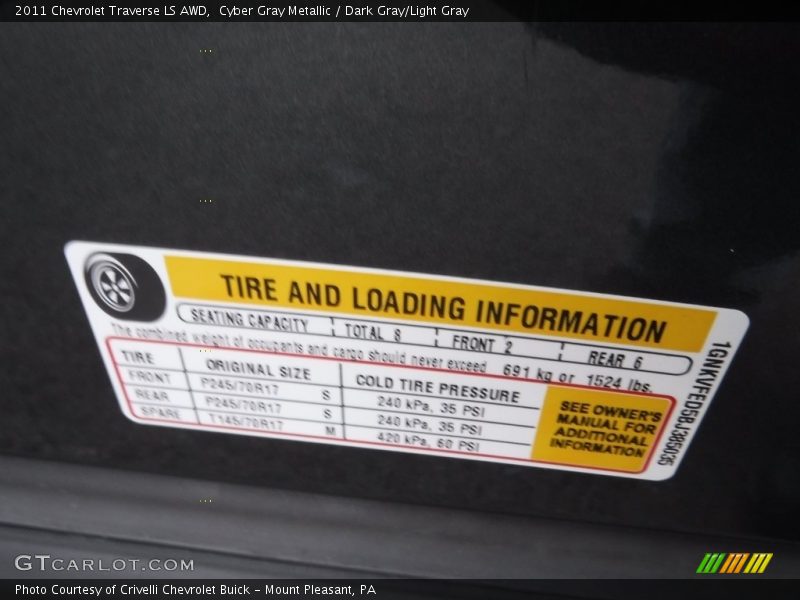 2011 Chevrolet Traverse LS AWD,  Cyber Gray Metallic / Dark Gray/Light Gray
TIRE AND LOADING INFORMATION
SEATING CAPACITY TOTAL 8 FRONT 2 REAR 6
The combined weight of occupants and cargo should never exceed 691 kg or 1524 lbs.
TIRE ORIGINAL SIZE COLD TIRE PRESSURE
FRONT P245/70R17 S 240 kPa, 35 PSI
REAR P245/70R17 S 240 kPa, 35 PSI
SPARE T145/70R17 M 420 kPa, 60 PSI
SEE OWNER'S
MANUAL FOR
ADDITIONAL
INFORMATION
1GNKVFED5BJ385035
GTCARLOT.COM
Photo Courtesy of Crivelli Chevrolet Buick – Mount Pleasant, PA